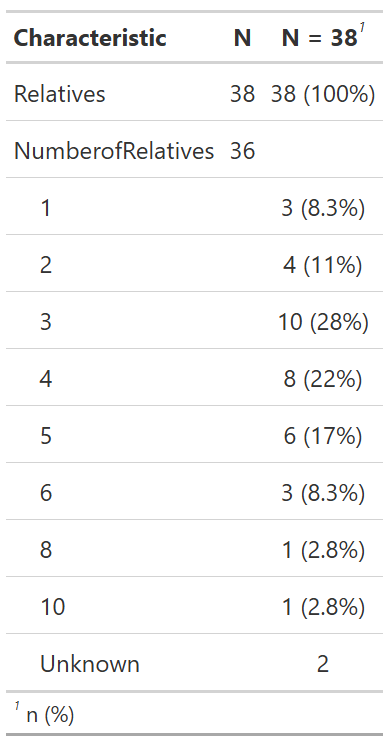 Characteristic N N = 38¹
Relatives 38 38 (100%)
NumberofRelatives 36
1 3 (8.3%)
2 4 (11%)
3 10 (28%)
4 8 (22%)
5 6 (17%)
6 3 (8.3%)
8 1 (2.8%)
10 1 (2.8%)
Unknown 2
¹ n (%)